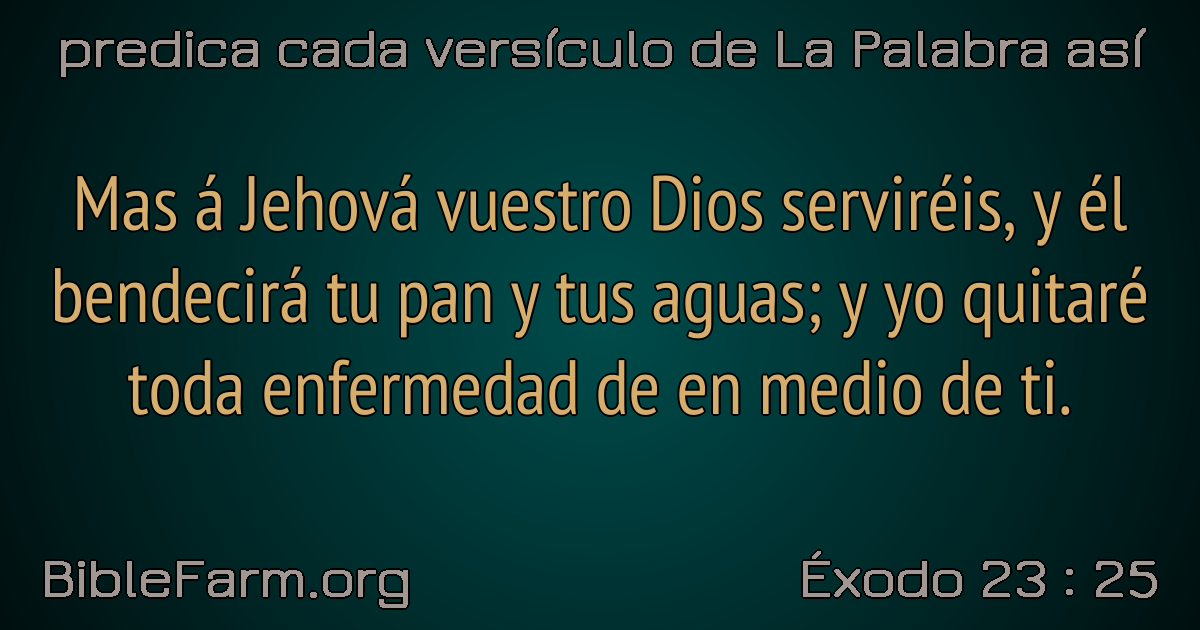 predica cada versículo de La Palabra así
Mas á Jehová vuestro Dios serviréis, y él
bendecirá tu pan y tus aguas; y yo quitaré
toda enfermedad de en medio de ti.
BibleFarm.org
Éxodo 23 : 25